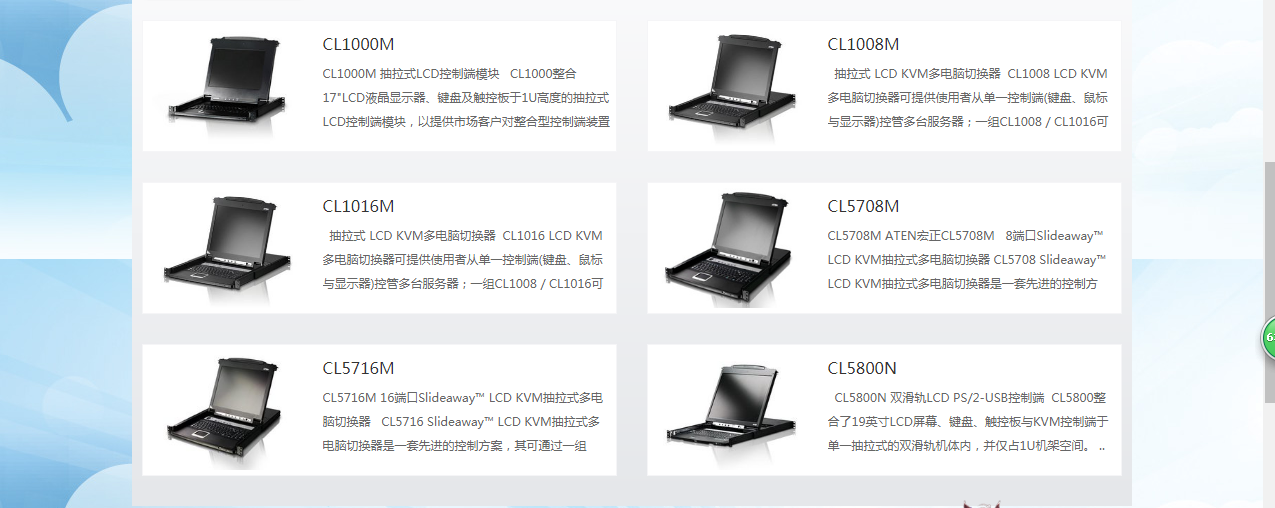 CL1000M
CL1000M 抽拉式LCD控制端模块 CL1000整合
17"LCD液晶显示器、键盘及触控板于1U高度的抽拉式
LCD控制端模块，以提供市场客户对整合型控制端装置
CL1008M
抽拉式 LCD KVM多电脑切换器 CL1008 LCD KVM
多电脑切换器可提供使用者从单一控制端(键盘、鼠标
与显示器)控管多台服务器；一组CL1008 / CL1016可
CL1016M
抽拉式 LCD KVM多电脑切换器 CL1016 LCD KVM
多电脑切换器可提供使用者从单一控制端(键盘、鼠标
与显示器)控管多台服务器；一组CL1008 / CL1016可
CL5708M
CL5708M ATEN宏正CL5708M 8端口Slideaway™
LCD KVM抽拉式多电脑切换器 CL5708 Slideaway™
LCD KVM抽拉式多电脑切换器是一套先进的控制方
CL5716M
CL5716M 16端口Slideaway™ LCD KVM抽拉式多电
脑切换器 CL5716 Slideaway™ LCD KVM抽拉式多
电脑切换器是一套先进的控制方案，其可通过一组
CL5800N
CL5800N 双滑轨LCD PS/2-USB控制端 CL5800整
合了19英寸LCD屏幕、键盘、触控板与KVM控制端于
单一抽拉式的双滑轨机体内，并仅占1U机架空间。 ..